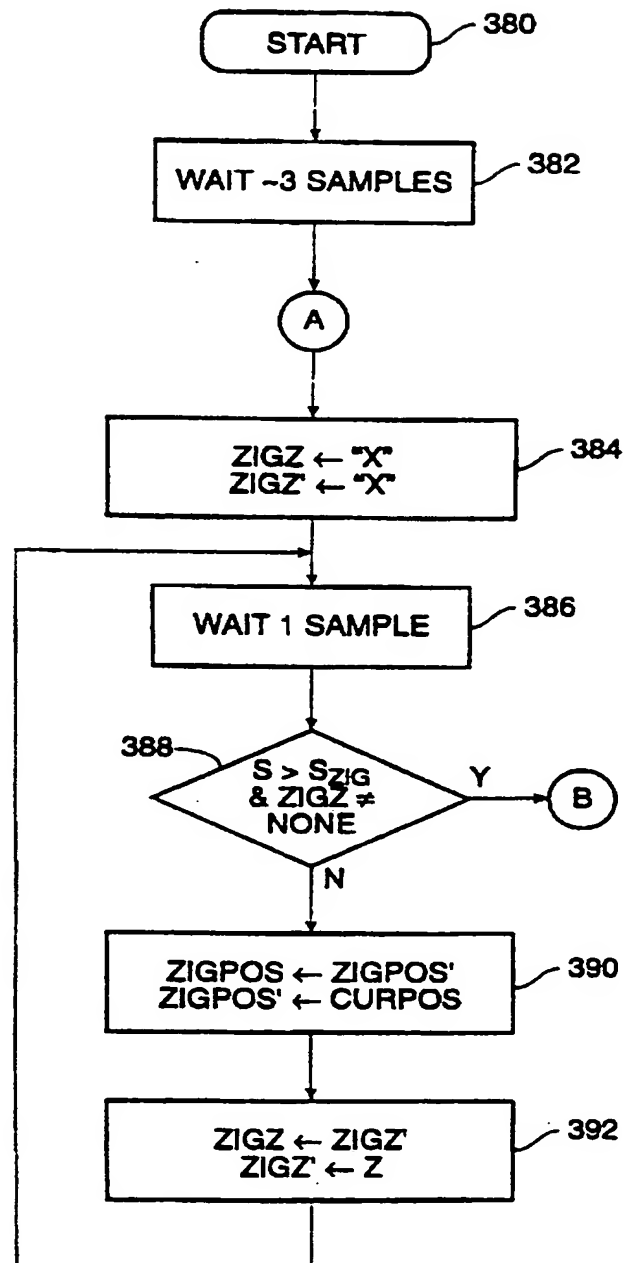 START
380
WAIT ~3 SAMPLES
382
A
ZIGZ ← "X"
ZIGZ' ← "X"
384
WAIT 1 SAMPLE
386
388
S > S_ZIG
& ZIGZ ≠
NONE
Y
B
N
ZIGPOS ← ZIGPOS'
ZIGPOS' ← CURPOS
390
ZIGZ ← ZIGZ'
ZIGZ' ← Z
392